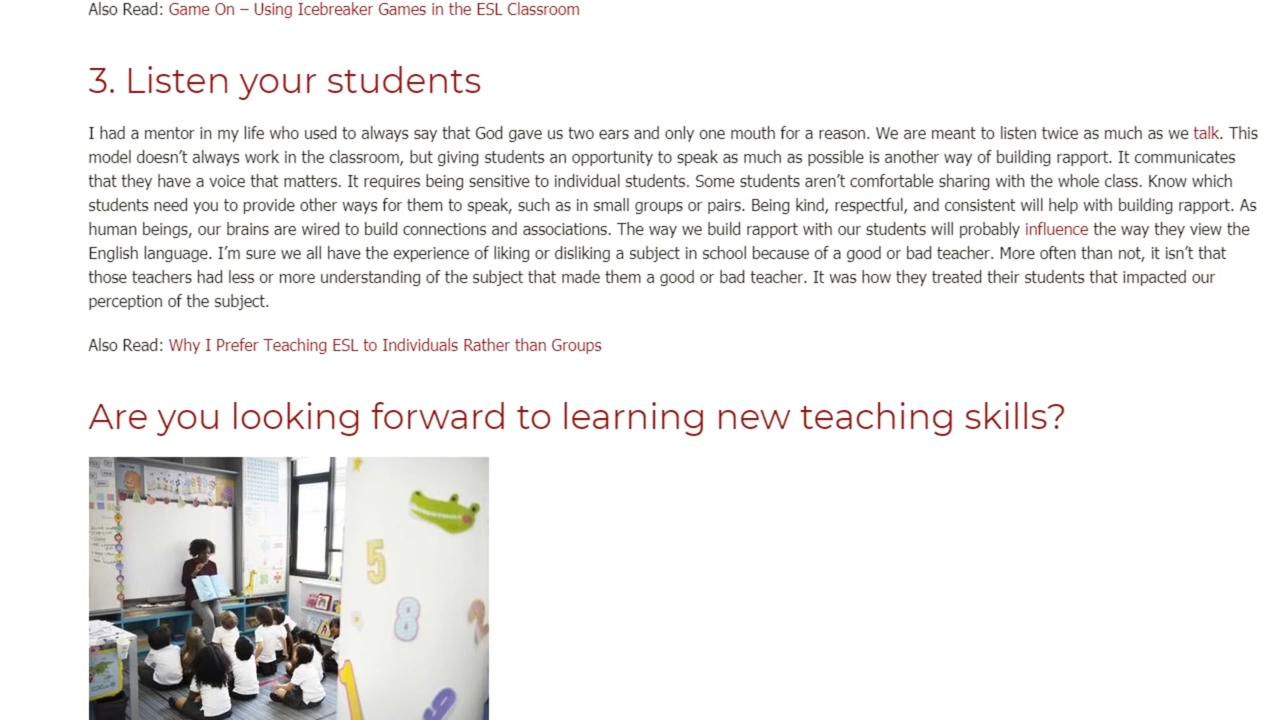 Also Read: Game On – Using Icebreaker Games in the ESL Classroom
3. Listen your students
I had a mentor in my life who used to always say that God gave us two ears and only one mouth for a reason. We are meant to listen twice as much as we talk. This
model doesn’t always work in the classroom, but giving students an opportunity to speak as much as possible is another way of building rapport. It communicates
that they have a voice that matters. It requires being sensitive to individual students. Some students aren’t comfortable sharing with the whole class. Know which
students need you to provide other ways for them to speak, such as in small groups or pairs. Being kind, respectful, and consistent will help with building rapport. As
human beings, our brains are wired to build connections and associations. The way we build rapport with our students will probably influence the way they view the
English language. I’m sure we all have the experience of liking or disliking a subject in school because of a good or bad teacher. More often than not, it isn’t that
those teachers had less or more understanding of the subject that made them a good or bad teacher. It was how they treated their students that impacted our
perception of the subject.
Also Read: Why I Prefer Teaching ESL to Individuals Rather than Groups
Are you looking forward to learning new teaching skills?
5
8
2
1
9